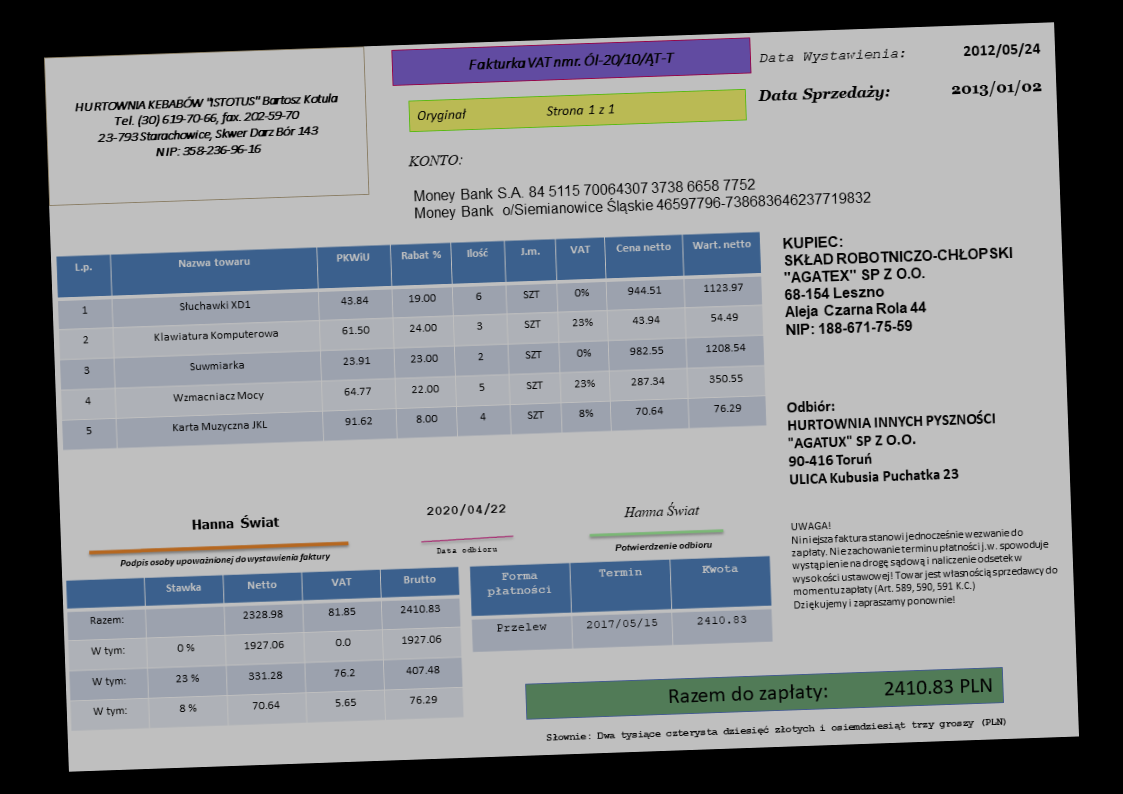 HURTOWNIA KEBABÓW "ISTOTUS" Bartosz Kotula
Tel. (30) 619-70-66, fax. 202-59-70
23-793 Starachowice, Skwer Darz Bór 143
NIP: 358-236-96-16
Fakturka VAT nmr. Ól-20/10/ĄT-T
Oryginał Strona 1 z 1
Data Wystawienia: 2012/05/24
Data Sprzedaży: 2013/01/02
KONTO:
Money Bank S.A. 84 5115 70064307 3738 6658 7752
Money Bank o/Siemianowice Śląskie 46597796-738683646237719832
L.p. Nazwa towaru PKWiU Rabat % Ilość J.m. VAT Cena netto Wart. netto
1 Słuchawki XD1 43.84 19.00 6 SZT 0% 944.51 1123.97
2 Klawiatura Komputerowa 61.50 24.00 3 SZT 23% 43.94 54.49
3 Suwmiarka 23.91 23.00 2 SZT 0% 982.55 1208.54
4 Wzmacniacz Mocy 64.77 22.00 5 SZT 23% 287.34 350.55
5 Karta Muzyczna JKL 91.62 8.00 4 SZT 8% 70.64 76.29
KUPIEC:
SKŁAD ROBOTNICZO-CHŁOPSKI
"AGATEX" SP Z O.O.
68-154 Leszno
Aleja Czarna Rola 44
NIP: 188-671-75-59
Odbiór:
HURTOWNIA INNYCH PYSZNOŚCI
"AGATUX" SP Z O.O.
90-416 Toruń
ULICA Kubusia Puchatka 23
Hanna Świat
Podpis osoby upoważnionej do wystawienia faktury
2020/04/22
Data odbioru
Hanna Świat
Potwierdzenie odbioru
UWAGA!
Niniejsza faktura stanowi jednocześnie wezwanie do
zapłaty. Nie zachowanie terminu płatności j.w. spowoduje
wystąpienie na drogę sądową i naliczenie odsetek w
wysokości ustawowej! Towar jest własnością sprzedawcy do
momentu zapłaty (Art. 589, 590, 591 K.C.)
Dziękujemy i zapraszamy ponownie!
Stawka Netto VAT Brutto
Razem: 2328.98 81.85 2410.83
W tym: 0 % 1927.06 0.0 1927.06
W tym: 23 % 331.28 76.2 407.48
W tym: 8 % 70.64 5.65 76.29
Forma płatności Termin Kwota
Przelew 2017/05/15 2410.83
Razem do zapłaty: 2410.83 PLN
Słownie: Dwa tysiące czterysta dziesięć złotych i osiemdziesiąt trzy groszy (PLN)